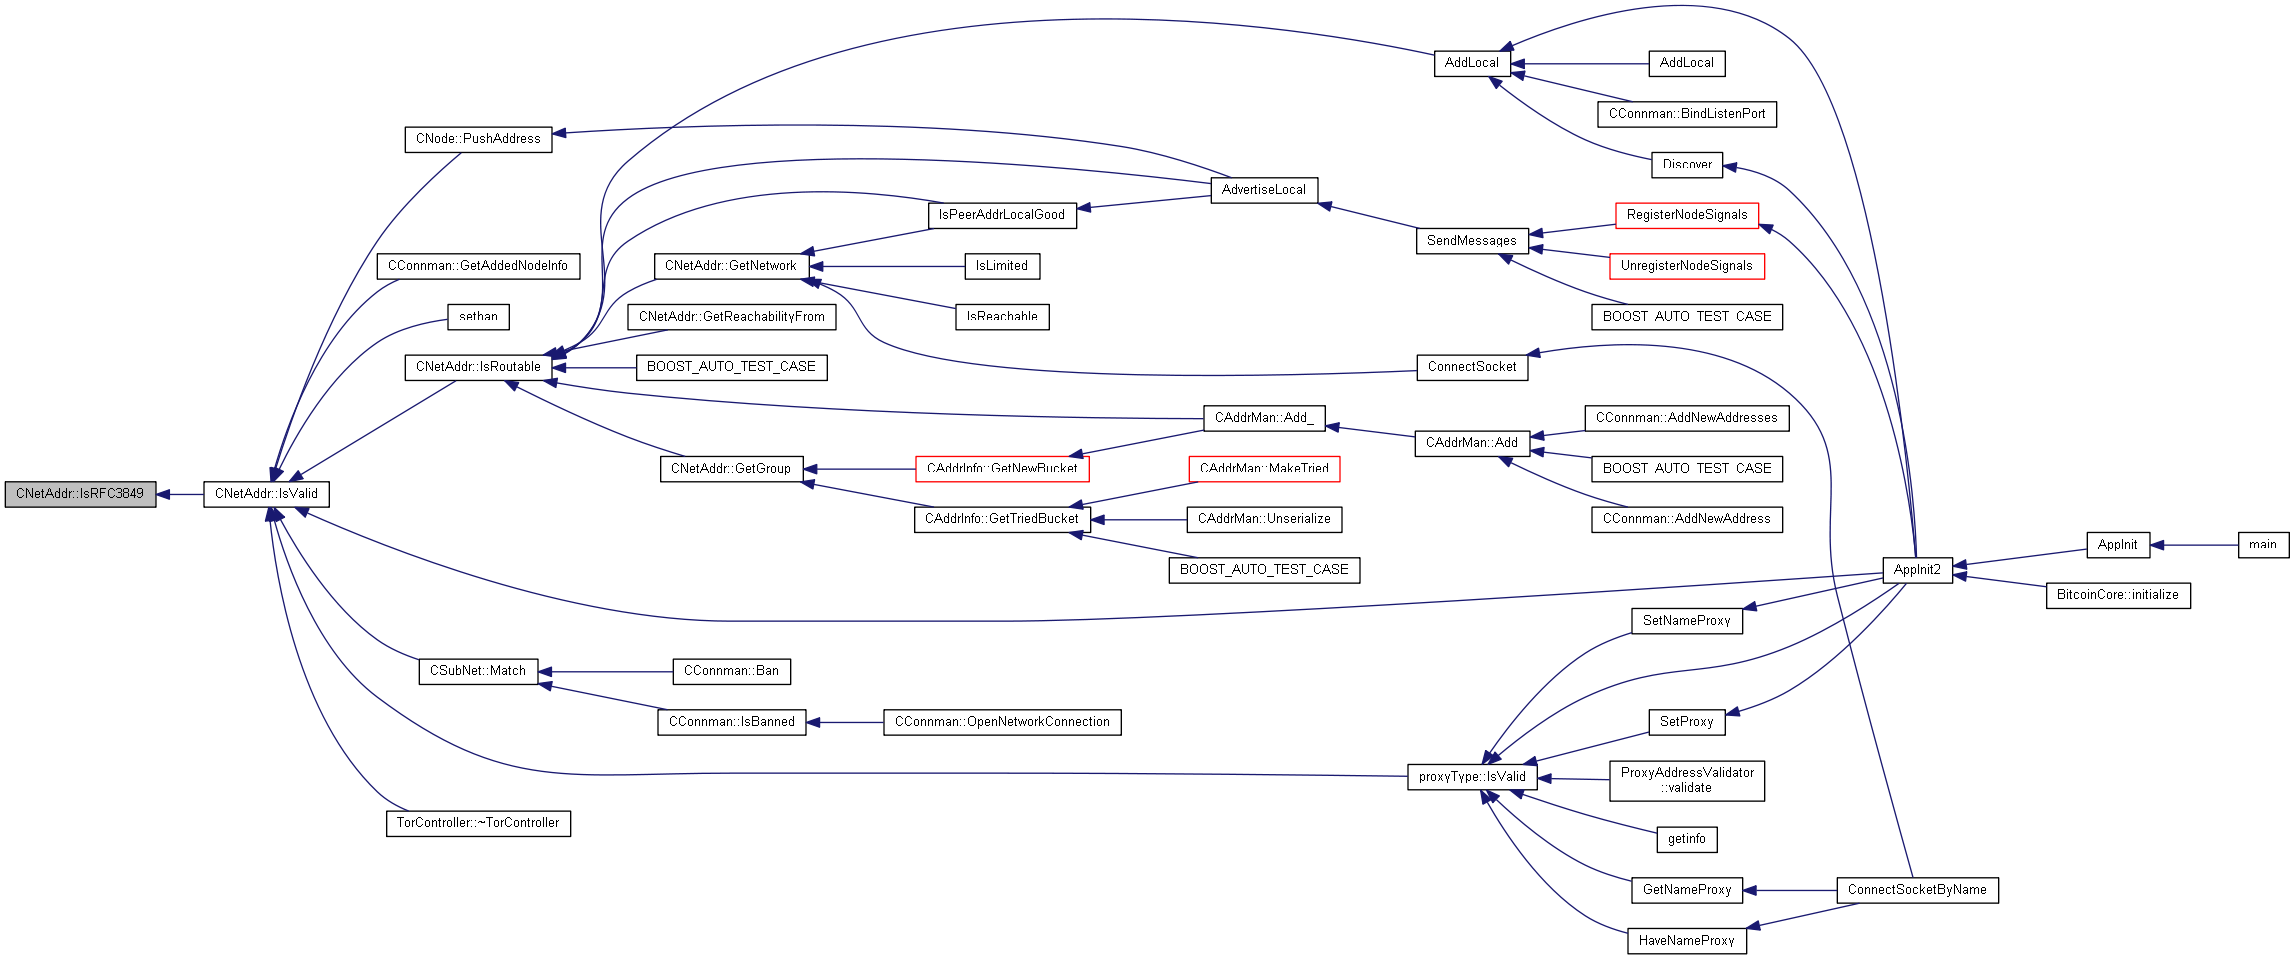 CNetAddr::IsRFC3849
CNetAddr::IsValid
CNode::PushAddress
CConnman::GetAddedNodeInfo
sethan
CNetAddr::IsRoutable
CSubNet::Match
TorController::~TorController
CNetAddr::GetNetwork
CNetAddr::GetReachabilityFrom
BOOST_AUTO_TEST_CASE
CNetAddr::GetGroup
CConnman::Ban
CConnman::IsBanned
IsPeerAddrLocalGood
IsLimited
IsReachable
CAddrInfo::GetNewBucket
CAddrInfo::GetTriedBucket
CConnman::OpenNetworkConnection
AdvertiseLocal
CAddrMan::Add_
CAddrMan::MakeTried
CAddrMan::Unserialize
BOOST_AUTO_TEST_CASE
AddLocal
SendMessages
ConnectSocket
CAddrMan::Add
proxyType::IsValid
AddLocal
CConnman::BindListenPort
Discover
RegisterNodeSignals
UnregisterNodeSignals
BOOST_AUTO_TEST_CASE
CConnman::AddNewAddresses
BOOST_AUTO_TEST_CASE
CConnman::AddNewAddress
SetNameProxy
SetProxy
ProxyAddressValidator
::validate
getinfo
GetNameProxy
HaveNameProxy
AppInit2
ConnectSocketByName
AppInit
BitcoinCore::initialize
main